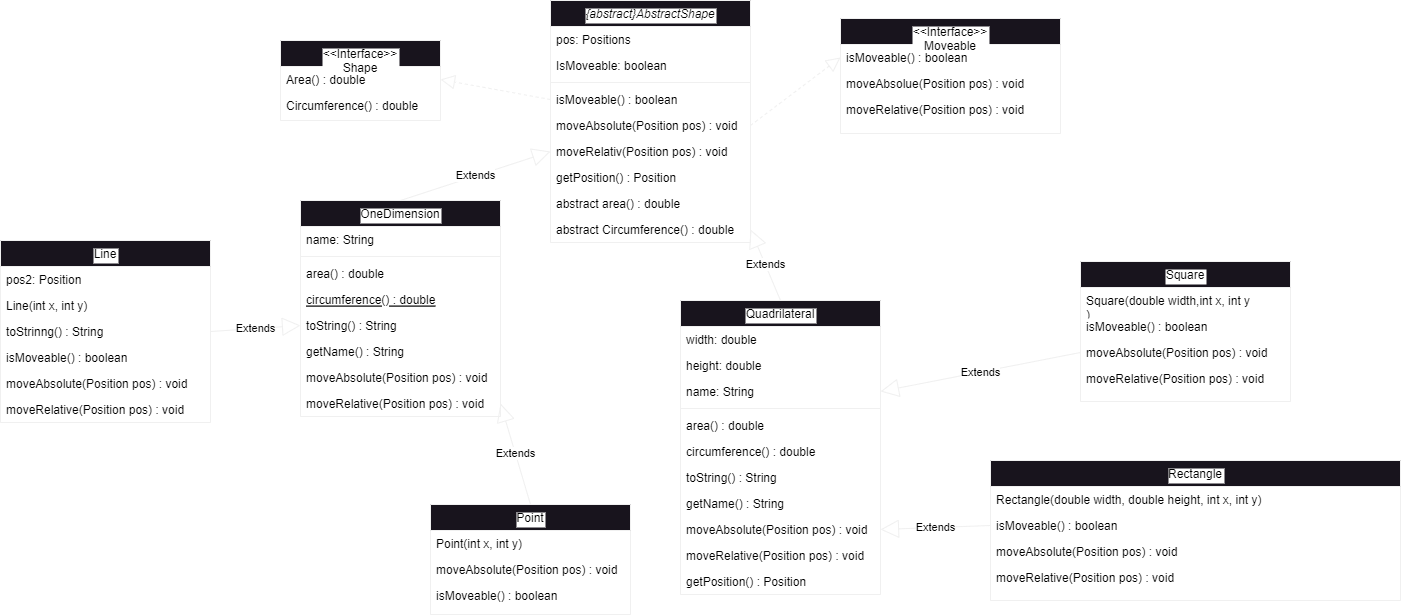 {abstract}AbstractShape
pos: Positions
IsMoveable: boolean
isMoveable() : boolean
moveAbsolute(Position pos) : void
moveRelativ(Position pos) : void
getPosition() : Position
abstract area() : double
abstract Circumference() : double
<<Interface>>
Shape
Area() : double
Circumference() : double
<<Interface>>
Moveable
isMoveable() : boolean
moveAbsolue(Position pos) : void
moveRelative(Position pos) : void
Extends
OneDimension
name: String
area() : double
circumference() : double
toString() : String
getName() : String
moveAbsolute(Position pos) : void
moveRelative(Position pos) : void
Line
pos2: Position
Line(int x, int y)
toStrinng() : String
isMoveable() : boolean
moveAbsolute(Position pos) : void
moveRelative(Position pos) : void
Extends
Extends
Point
Point(int x, int y)
moveAbsolute(Position pos) : void
isMoveable() : boolean
Extends
Quadrilateral
width: double
height: double
name: String
area() : double
circumference() : double
toString() : String
getName() : String
moveAbsolute(Position pos) : void
moveRelative(Position pos) : void
getPosition() : Position
Extends
Square
Square(double width,int x, int y
)
isMoveable() : boolean
moveAbsolute(Position pos) : void
moveRelative(Position pos) : void
Extends
Rectangle
Rectangle(double width, double height, int x, int y)
isMoveable() : boolean
moveAbsolute(Position pos) : void
moveRelative(Position pos) : void